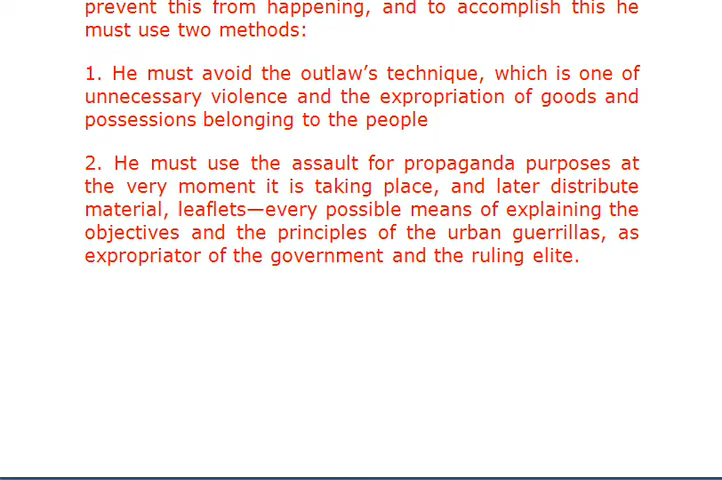 prevent this from happening, and to accomplish this he
must use two methods:
1. He must avoid the outlaw’s technique, which is one of
unnecessary violence and the expropriation of goods and
possessions belonging to the people
2. He must use the assault for propaganda purposes at
the very moment it is taking place, and later distribute
material, leaflets—every possible means of explaining the
objectives and the principles of the urban guerrillas, as
expropriator of the government and the ruling elite.